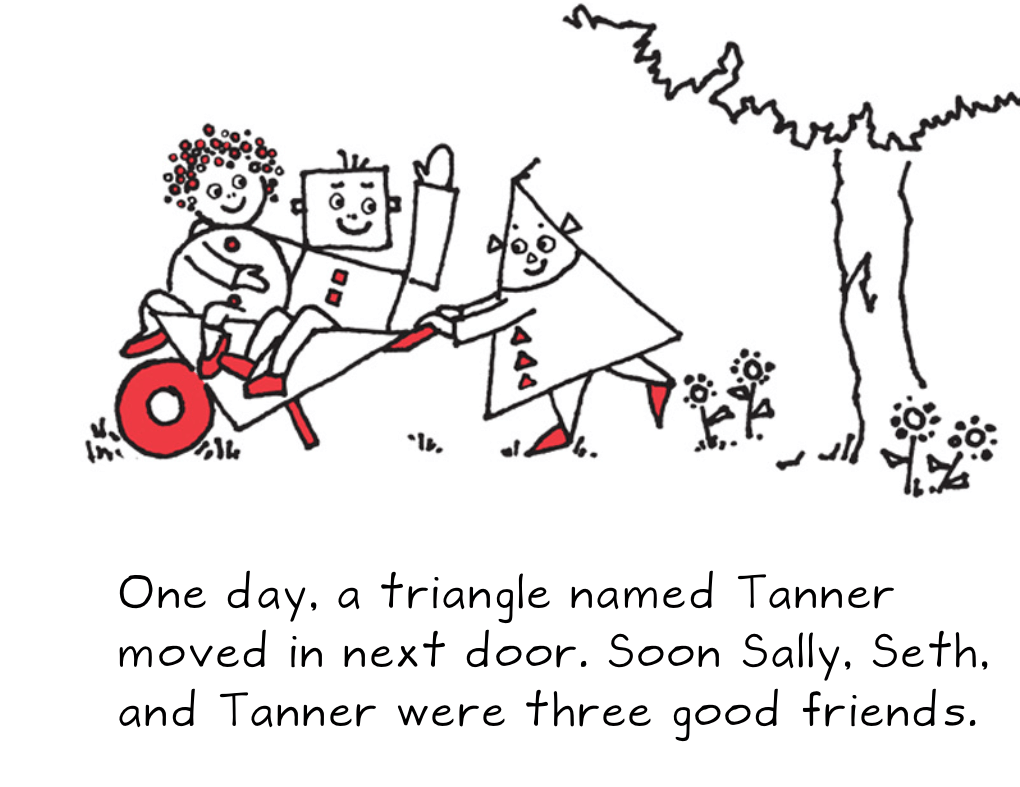 One day, a triangle named Tanner
moved in next door. Soon Sally, Seth,
and Tanner were three good friends.